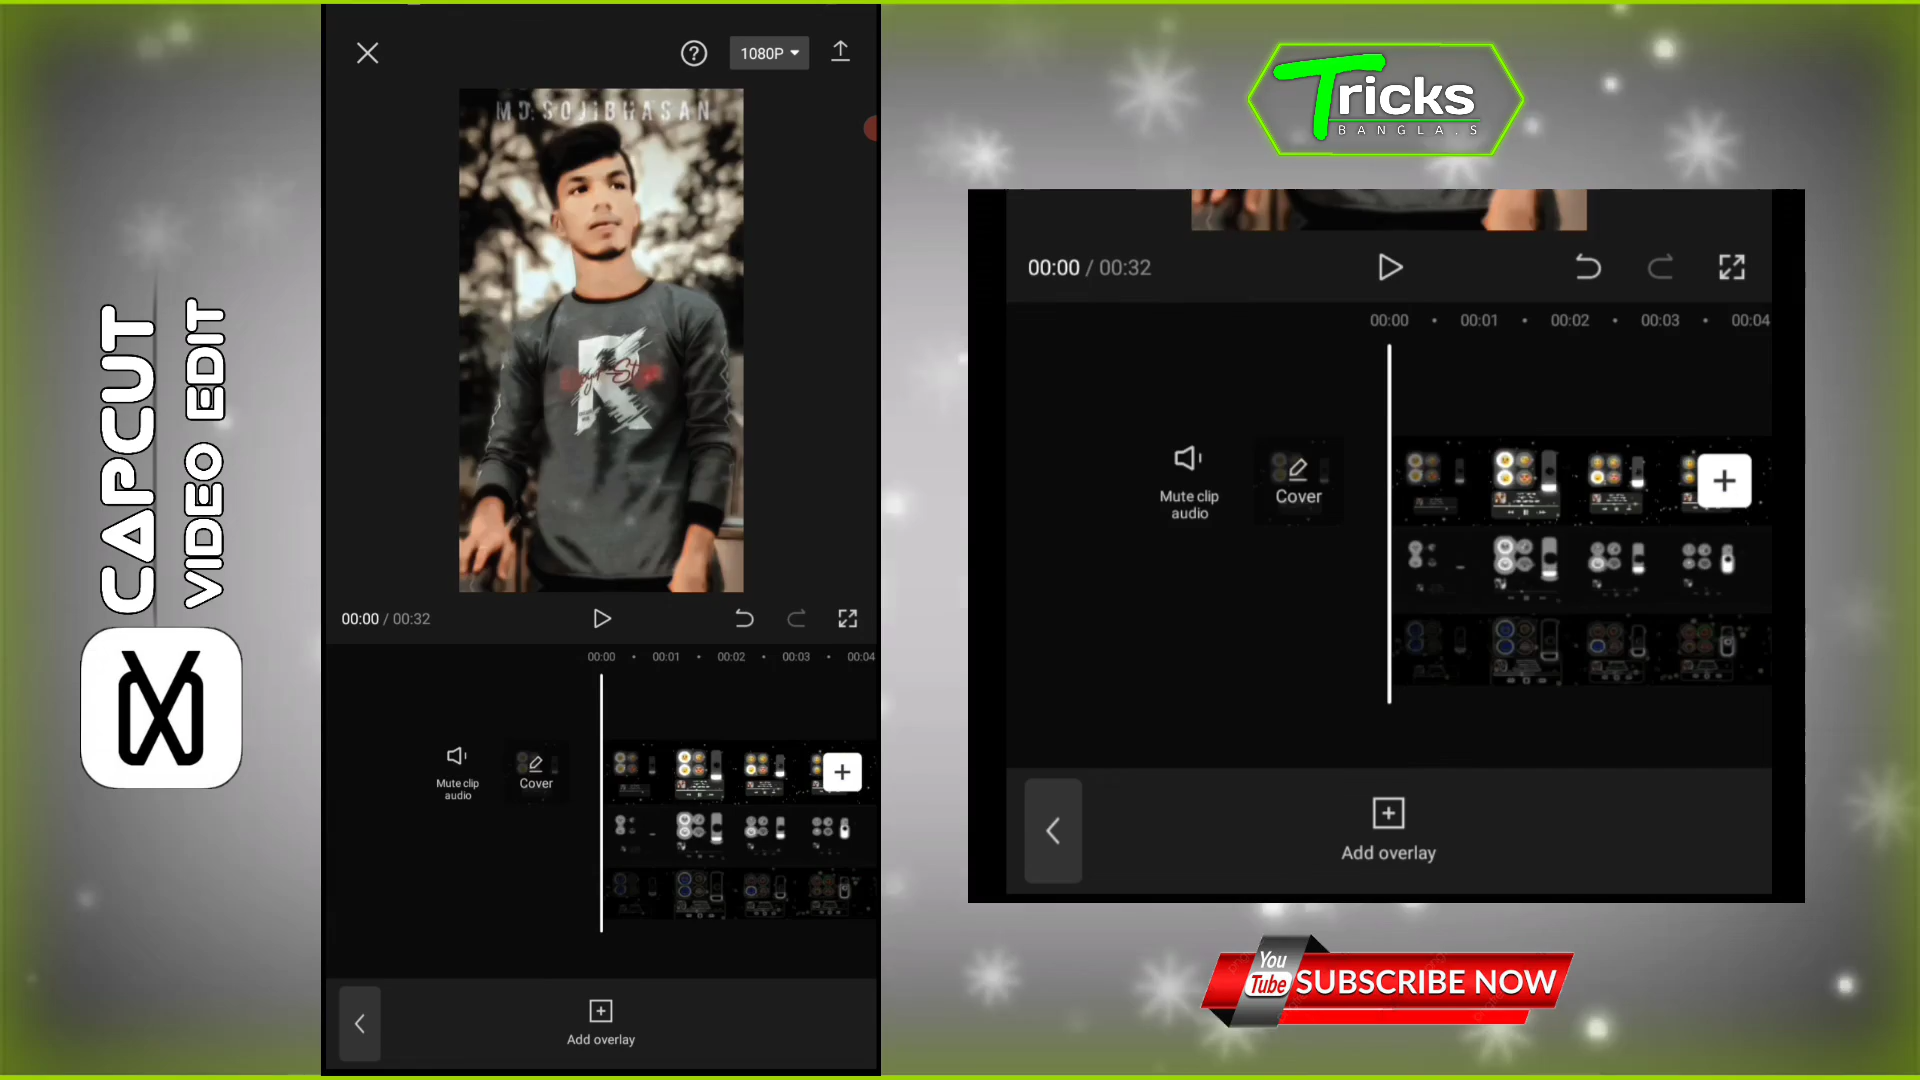 CAPCUT
VIDEO EDIT
1080P
MD. SOJIBHASAN
R
00:00 / 00:32
00:00 00:01 00:02 00:03 00:04
Mute clip
audio
Cover
Add overlay
Tricks
BANGLA.S
00:00 / 00:32
00:00 00:01 00:02 00:03 00:04
Mute clip
audio
Cover
Add overlay
You
Tube
SUBSCRIBE NOW